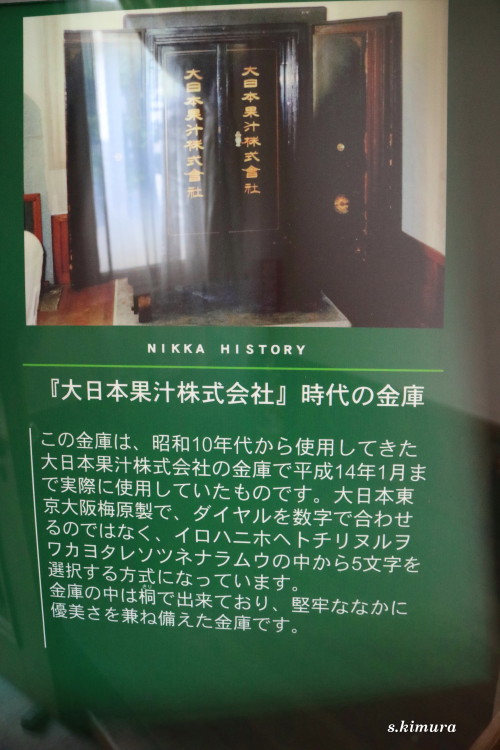 大日本果汁株式會社
大日本果汁株式會社
NIKKA HISTORY
『大日本果汁株式会社』時代の金庫
この金庫は、昭和10年代から使用してきた
大日本果汁株式会社の金庫で平成14年1月ま
で実際に使用していたものです。大日本東
京大阪梅原製で、ダイヤルを数字で合わせ
るのではなく、イロハニホヘトチリヌルヲ
ワカヨタレソツネナラムウの中から5文字を
選択する方式になっています。
金庫の中は桐で出来ており、堅牢ななかに
優美さを兼ね備えた金庫です。
s.kimura